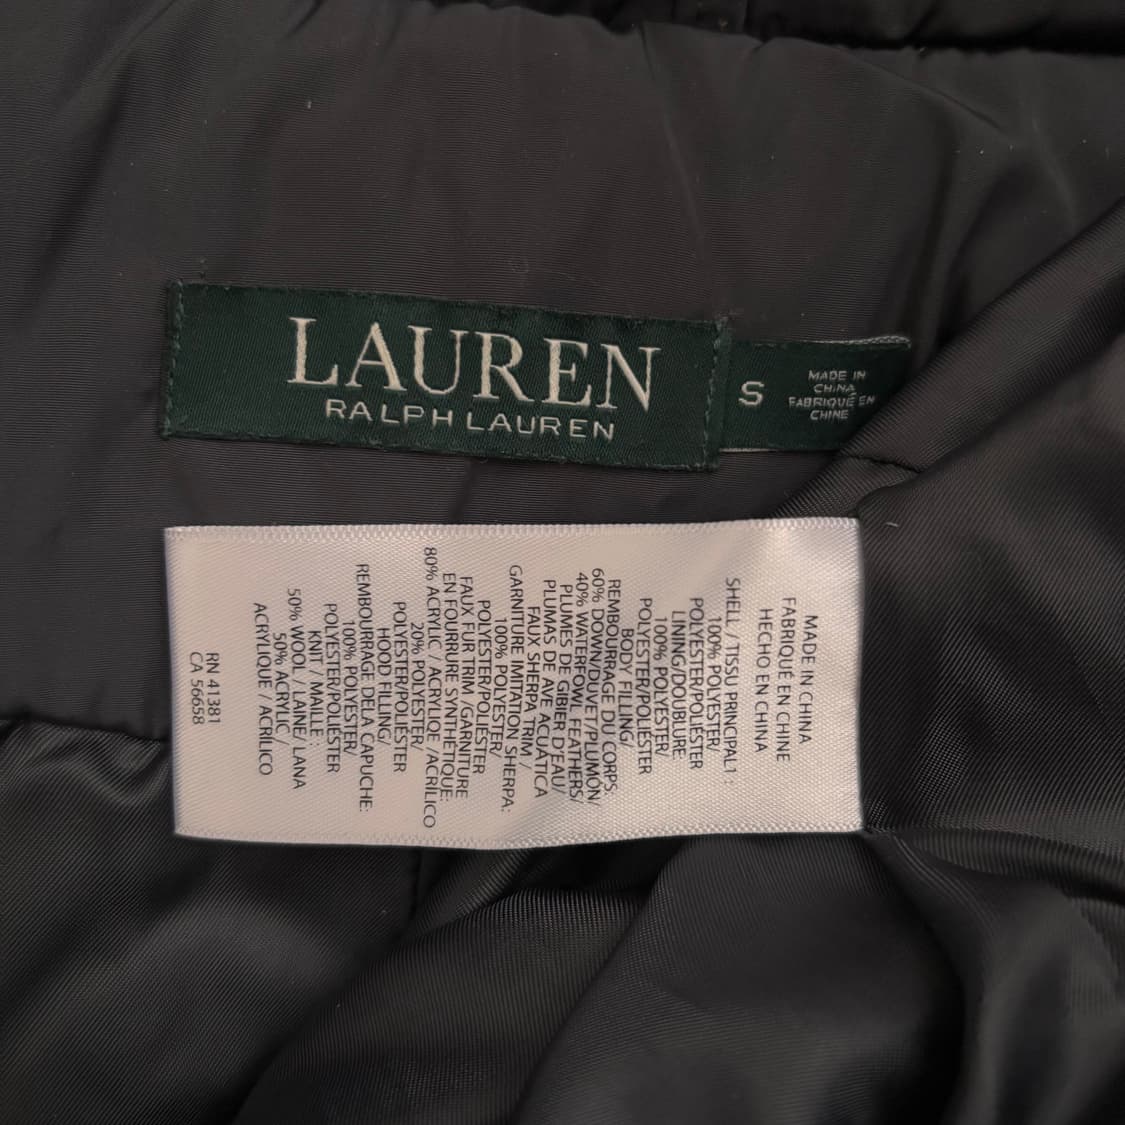 LAUREN
RALPH LAUREN
S
MADE IN
CHINA
FABRIQUÉ EN
CHINE
MADE IN CHINA
FABRIQUÉ EN CHINE
HECHO EN CHINA
SHELL / TISSU PRINCIPAL1
100% POLYESTER/
POLYESTER/POLIÉSTER
LINING/DOUBLURE:
100% POLYESTER/
POLYESTER/POLIÉSTER
BODY FILLING/
REMBOURRAGE DU CORPS:
60% DOWN/DUVET/PLUMÓN/
40% WATERFOWL FEATHERS/
PLUMES DE GIBIER D'EAU/
PLUMAS DE AVE ACUÁTICA
FAUX SHERPA TRIM /
GARNITURE IMITATION SHERPA:
100% POLYESTER/
POLYESTER/POLIÉSTER
FAUX FUR TRIM /GARNITURE
EN FOURRURE SYNTHÉTIQUE:
80% ACRYLIC / ACRYLIQE /ACRÍLICO
20% POLYESTER/
POLYESTER/POLIÉSTER
HOOD FILLING/
REMBOURRAGE DELA CAPUCHE:
100% POLYESTER/
POLYESTER/POLIÉSTER
KNIT / MAILLE :
50% WOOL / LAINE/ LANA
50% ACRYLIC/
ACRYLIQUE/ ACRÍLICO
RN 41381
CA 56658